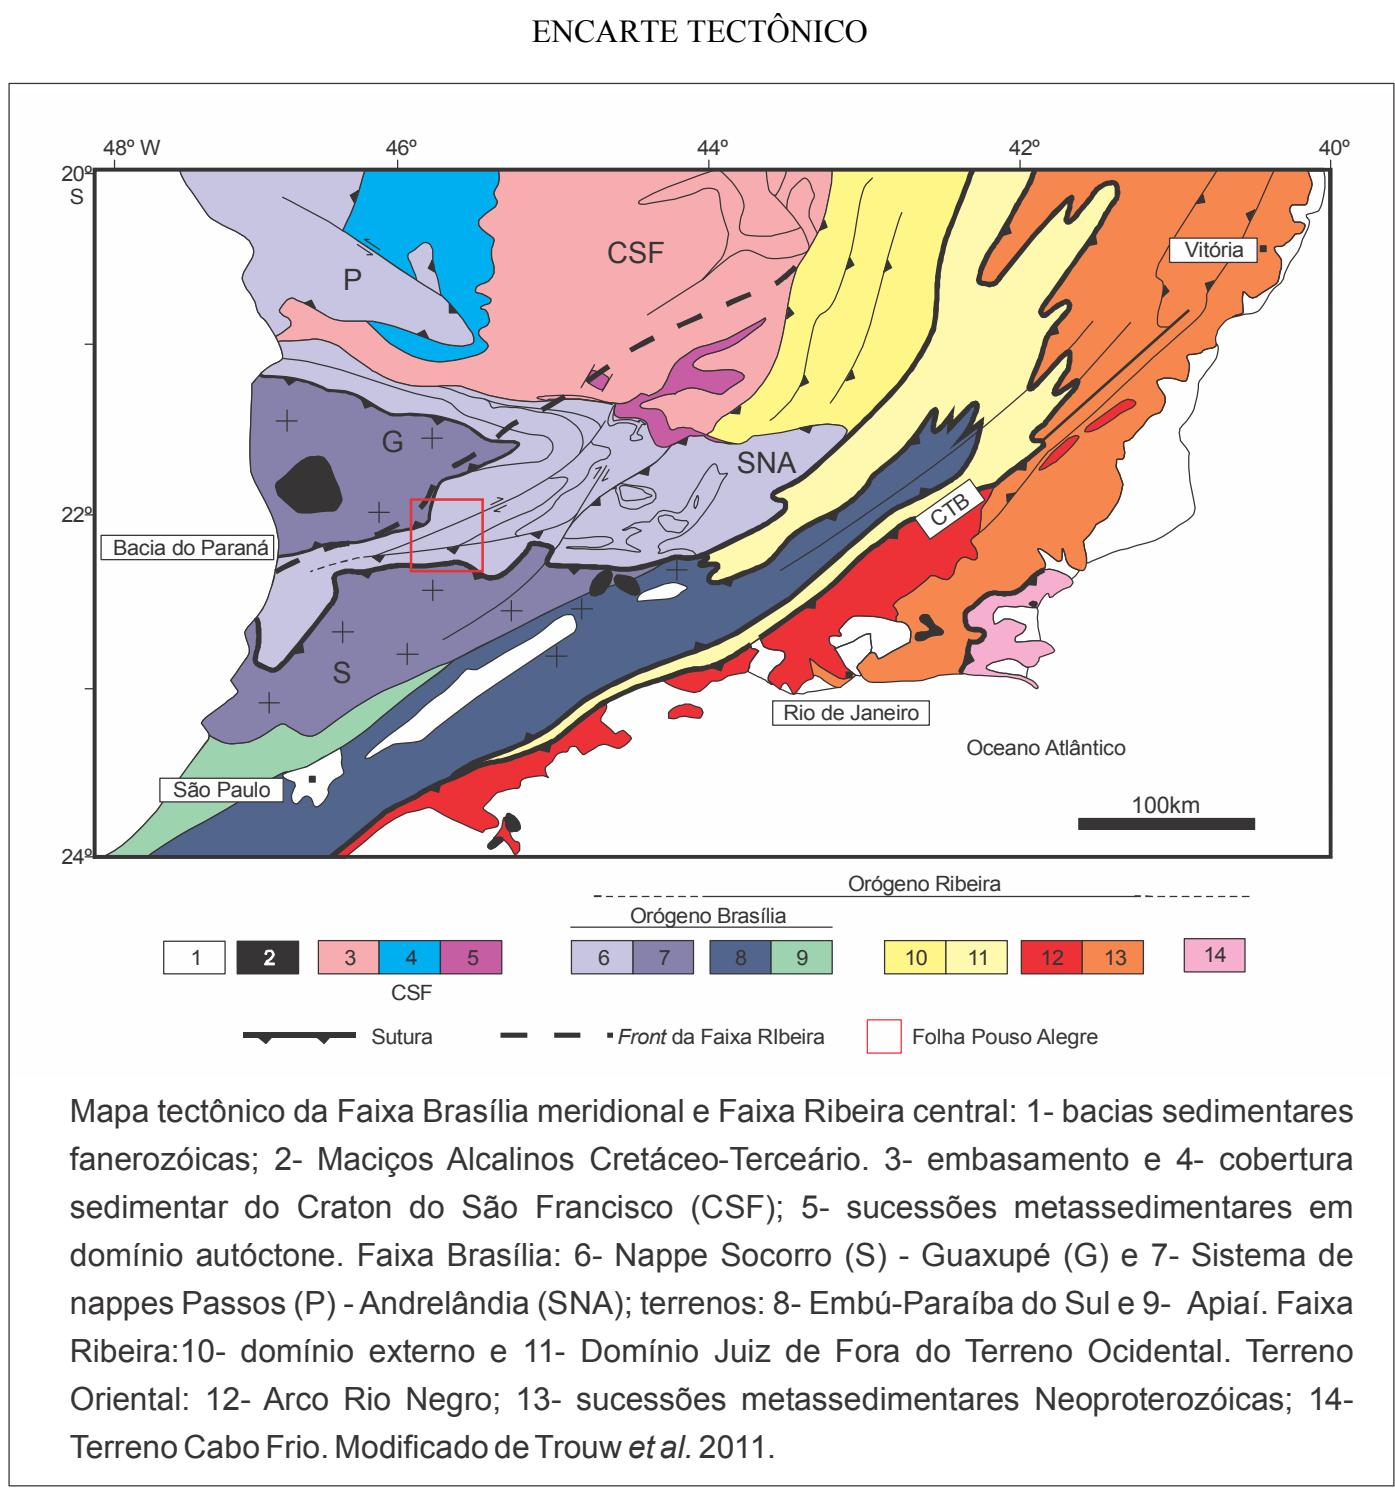 ENCARTE TECTÔNICO
48º W
46º
44º
42º
40º
20º
S
CSF
Vitória
P
G
SNA
22º
CTB
Bacia do Paraná
S
Rio de Janeiro
Oceano Atlântico
São Paulo
100km
24º
Orógeno Ribeira
Orógeno Brasília
1 2 3 4 5 6 7 8 9 10 11 12 13 14
CSF
Sutura
Front da Faixa RIbeira
Folha Pouso Alegre
Mapa tectônico da Faixa Brasília meridional e Faixa Ribeira central: 1- bacias sedimentares
fanerozóicas; 2- Maciços Alcalinos Cretáceo-Terceário. 3- embasamento e 4- cobertura
sedimentar do Craton do São Francisco (CSF); 5- sucessões metassedimentares em
domínio autóctone. Faixa Brasília: 6- Nappe Socorro (S) - Guaxupé (G) e 7- Sistema de
nappes Passos (P) - Andrelândia (SNA); terrenos: 8- Embú-Paraíba do Sul e 9- Apiaí. Faixa
Ribeira:10- domínio externo e 11- Domínio Juiz de Fora do Terreno Ocidental. Terreno
Oriental: 12- Arco Rio Negro; 13- sucessões metassedimentares Neoproterozóicas; 14-
Terreno Cabo Frio. Modificado de Trouw et al. 2011.